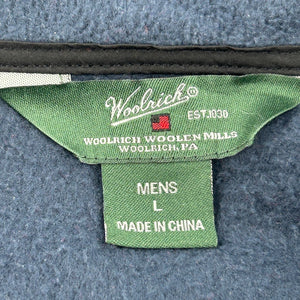 Woolrich
EST.1830
WOOLRICH WOOLEN MILLS
WOOLRICH, PA
MENS
L
MADE IN CHINA